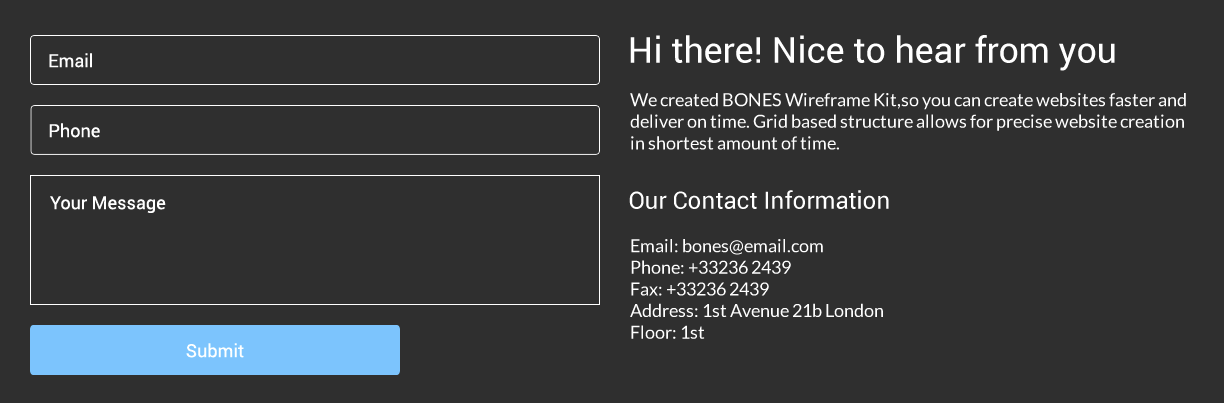 Email
Phone
Your Message
Submit
Hi there! Nice to hear from you
We created BONES Wireframe Kit,so you can create websites faster and
deliver on time. Grid based structure allows for precise website creation
in shortest amount of time.
Our Contact Information
Email: bones@email.com
Phone: +33236 2439
Fax: +33236 2439
Address: 1st Avenue 21b London
Floor: 1st